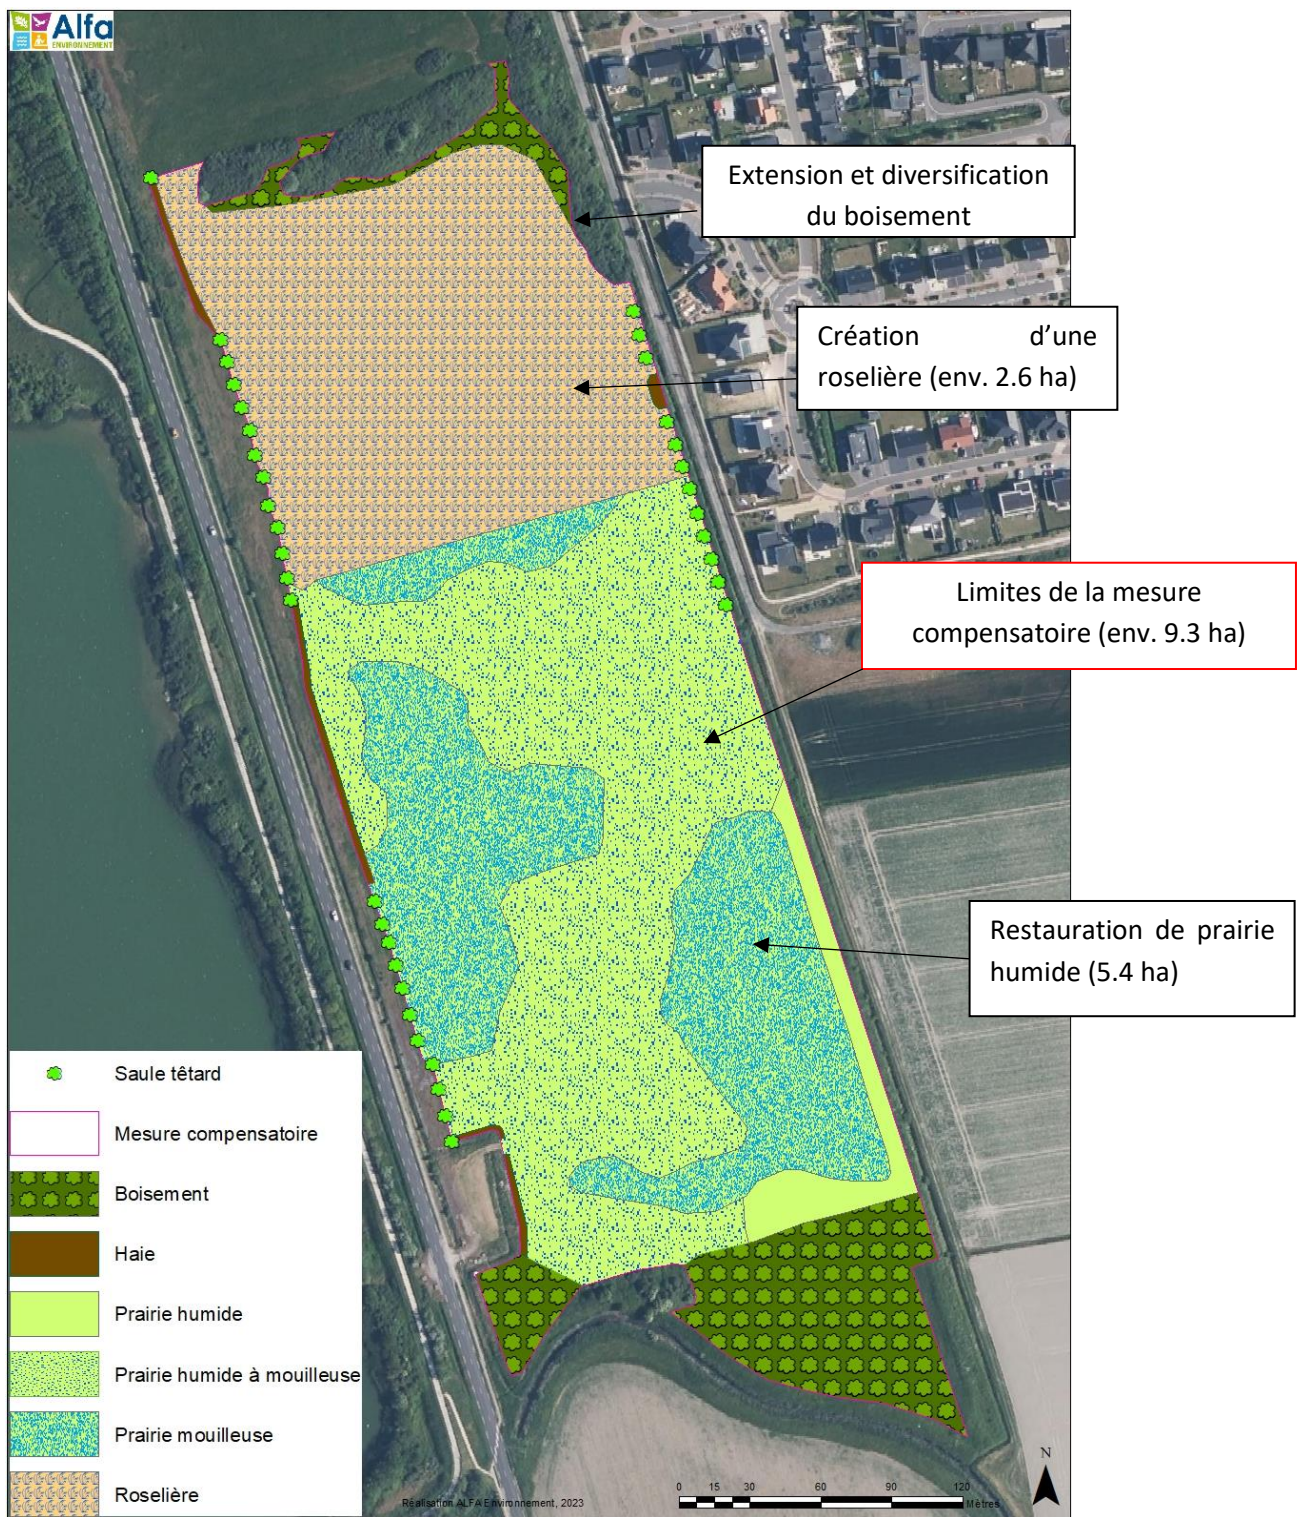 Alfa
ENVIRONNEMENT
Extension et diversification
du boisement
Création d'une
roselière (env. 2.6 ha)
Limites de la mesure
compensatoire (env. 9.3 ha)
Restauration de prairie
humide (5.4 ha)
Saule têtard
Mesure compensatoire
Boisement
Haie
Prairie humide
Prairie humide à mouilleuse
Prairie mouilleuse
Roselière
Réalisation ALFA Environnement, 2023
0 15 30 60 90 120
Mètres
N